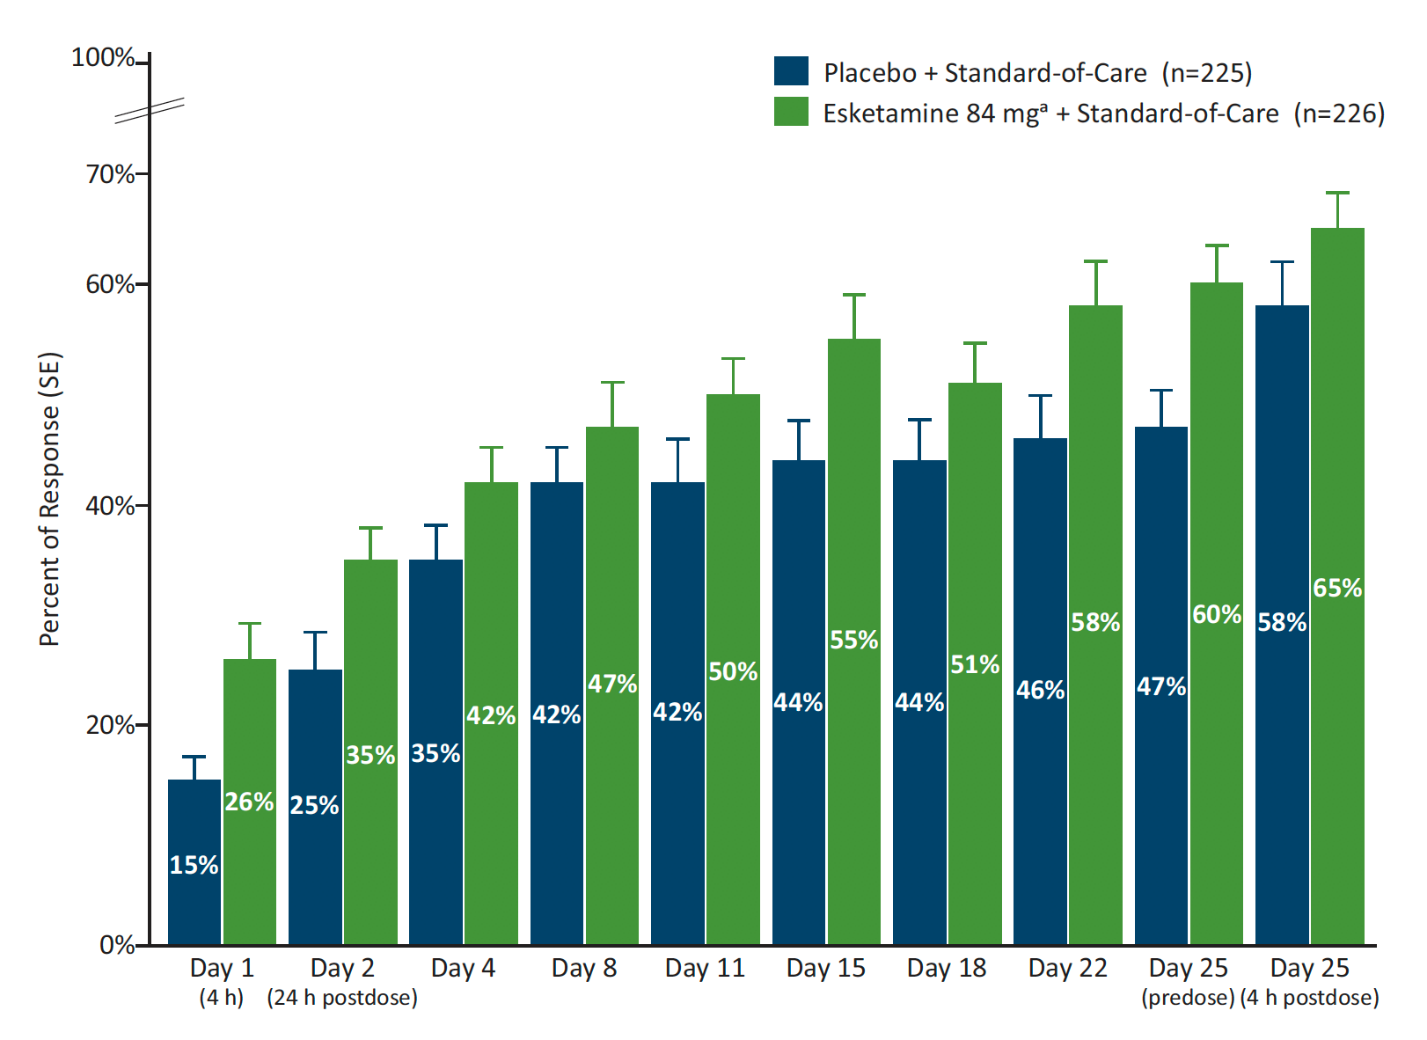 100%
70%
60%
40%
20%
0%
Percent of Response (SE)
Placebo + Standard-of-Care (n=225)
Esketamine 84 mgª + Standard-of-Care (n=226)
15%
26%
25%
35%
35%
42%
42%
47%
42%
50%
44%
55%
44%
51%
46%
58%
47%
60%
58%
65%
Day 1
(4 h)
Day 2
(24 h postdose)
Day 4
Day 8
Day 11
Day 15
Day 18
Day 22
Day 25
(predose)
Day 25
(4 h postdose)